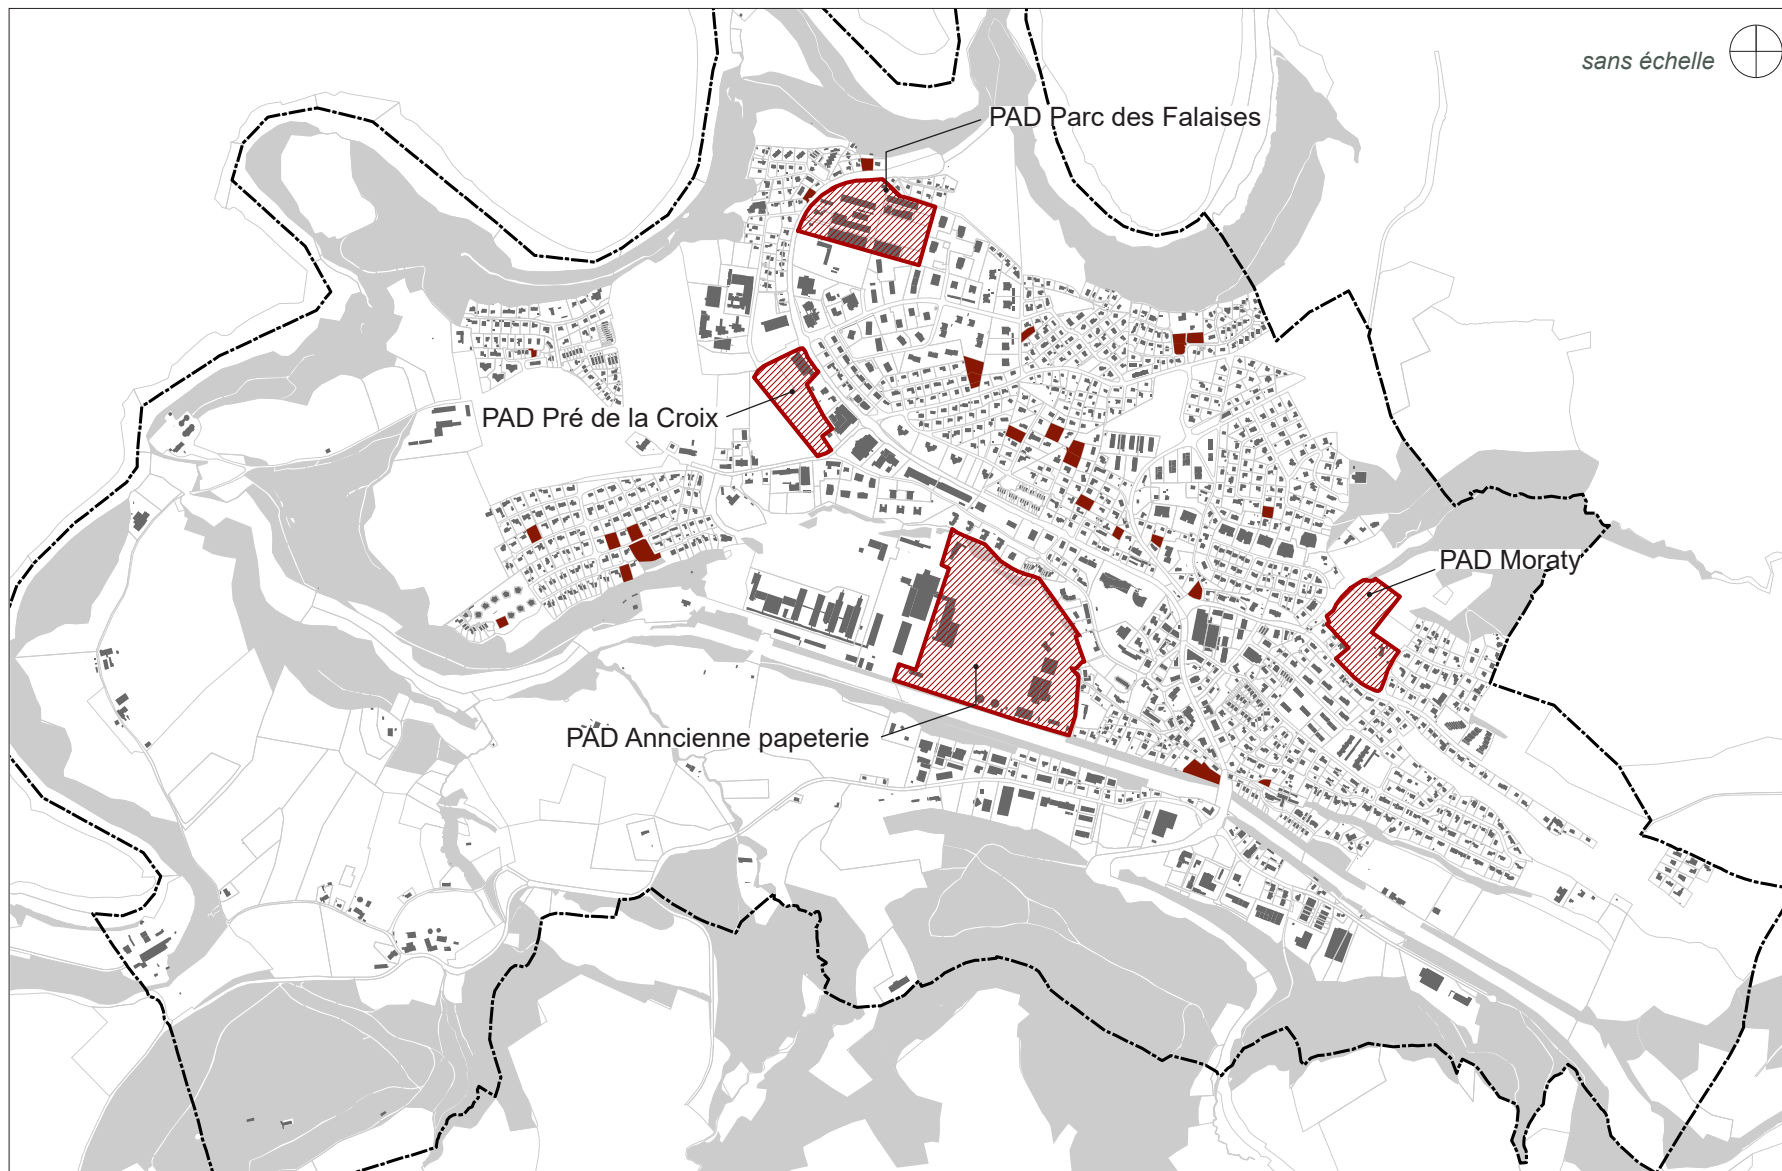 sans échelle
PAD Parc des Falaises
PAD Pré de la Croix
PAD Moraty
PAD Anncienne papeterie